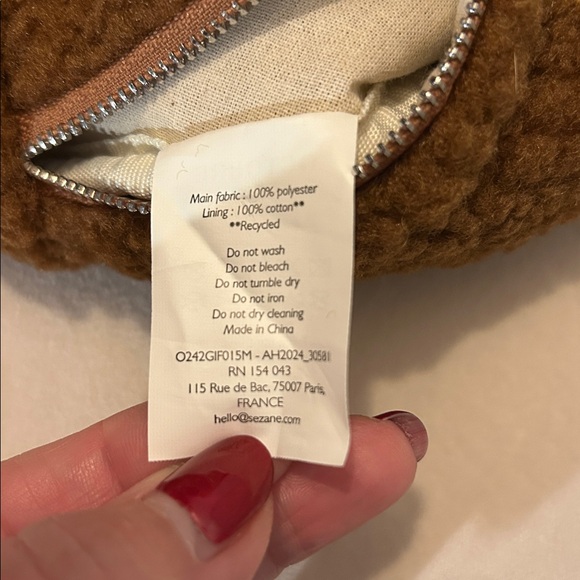 Main fabric : 100% polyester
Lining : 100% cotton**
**Recycled
Do not wash
Do not bleach
Do not tumble dry
Do not iron
Do not dry cleaning
Made in China
O242GIF015M - AH2024_30581
RN 154 043
115 Rue de Bac, 75007 Paris,
FRANCE
hello@sezane.com